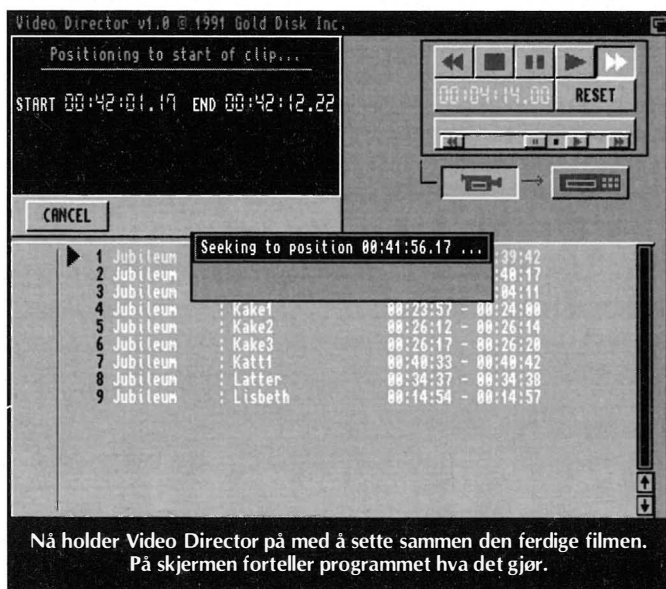 Video Director v1.0 © 1991 Gold Disk Inc.
Positioning to start of clip...
START 00:42:01.19 END 00:42:12.22
00:04:14.00 RESET
CANCEL
Seeking to position 00:41:56.17 ...
1 Jubileum :39:42
2 Jubileum :40:17
3 Jubileum :04:11
4 Jubileum : Kake1 00:23:57 - 00:24:00
5 Jubileum : Kake2 00:26:12 - 00:26:14
6 Jubileum : Kake3 00:26:17 - 00:26:20
7 Jubileum : Katt1 00:40:33 - 00:40:42
8 Jubileum : Latter 00:34:37 - 00:34:38
9 Jubileum : Lisbeth 00:14:54 - 00:14:57
Nå holder Video Director på med å sette sammen den ferdige filmen.
På skjermen forteller programmet hva det gjør.